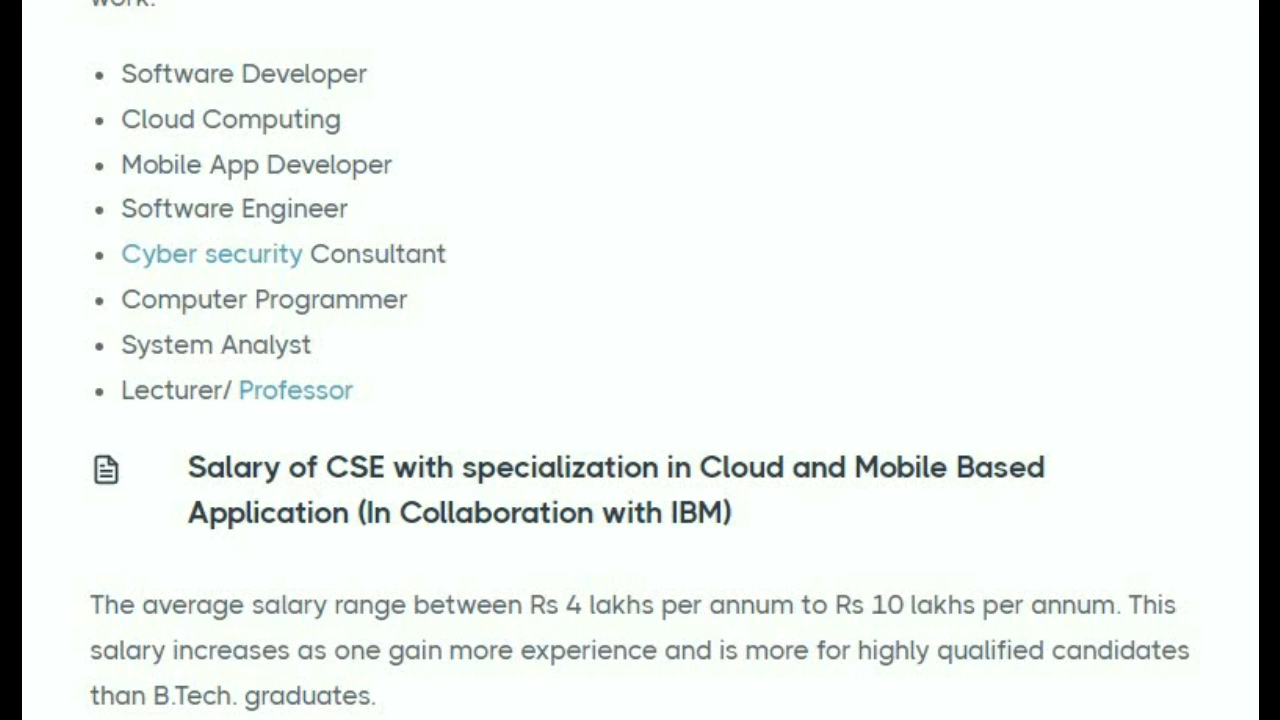 work.
• Software Developer
• Cloud Computing
• Mobile App Developer
• Software Engineer
• Cyber security Consultant
• Computer Programmer
• System Analyst
• Lecturer/ Professor
Salary of CSE with specialization in Cloud and Mobile Based
Application (In Collaboration with IBM)
The average salary range between Rs 4 lakhs per annum to Rs 10 lakhs per annum. This
salary increases as one gain more experience and is more for highly qualified candidates
than B.Tech. graduates.